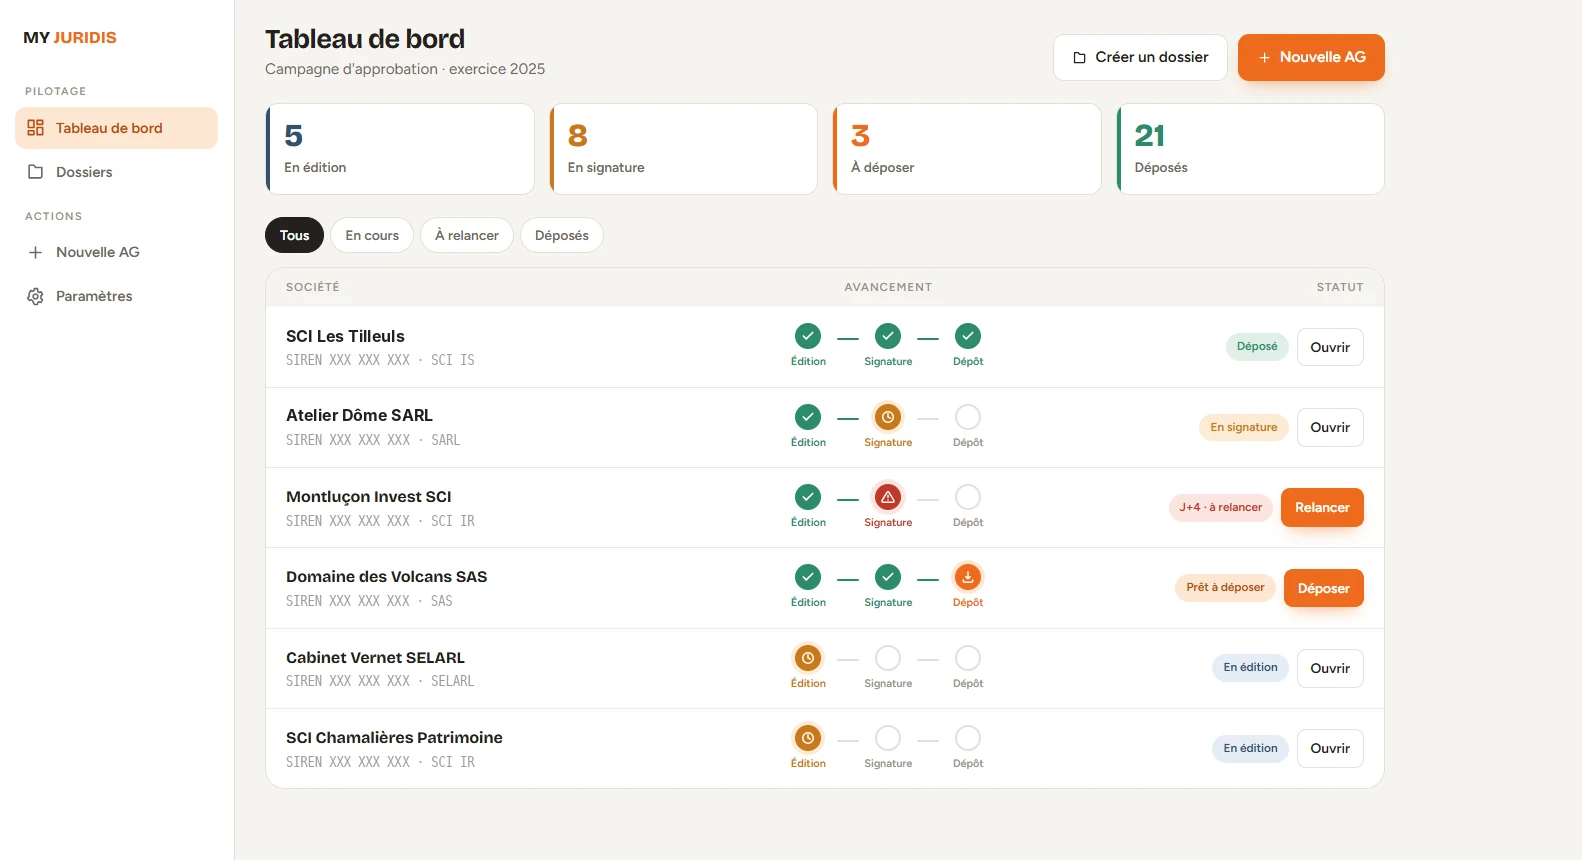 MY JURIDIS
PILOTAGE
Tableau de bord
Dossiers
ACTIONS
Nouvelle AG
Paramètres
Tableau de bord
Campagne d'approbation · exercice 2025
Créer un dossier
+ Nouvelle AG
5
En édition
8
En signature
3
À déposer
21
Déposés
Tous
En cours
À relancer
Déposés
SOCIÉTÉ
AVANCEMENT
STATUT
SCI Les Tilleuls
SIREN XXX XXX XXX · SCI IS
Édition
Signature
Dépôt
Déposé
Ouvrir
Atelier Dôme SARL
SIREN XXX XXX XXX · SARL
Édition
Signature
Dépôt
En signature
Ouvrir
Montluçon Invest SCI
SIREN XXX XXX XXX · SCI IR
Édition
Signature
Dépôt
J+4 · à relancer
Relancer
Domaine des Volcans SAS
SIREN XXX XXX XXX · SAS
Édition
Signature
Dépôt
Prêt à déposer
Déposer
Cabinet Vernet SELARL
SIREN XXX XXX XXX · SELARL
Édition
Signature
Dépôt
En édition
Ouvrir
SCI Chamalières Patrimoine
SIREN XXX XXX XXX · SCI IR
Édition
Signature
Dépôt
En édition
Ouvrir